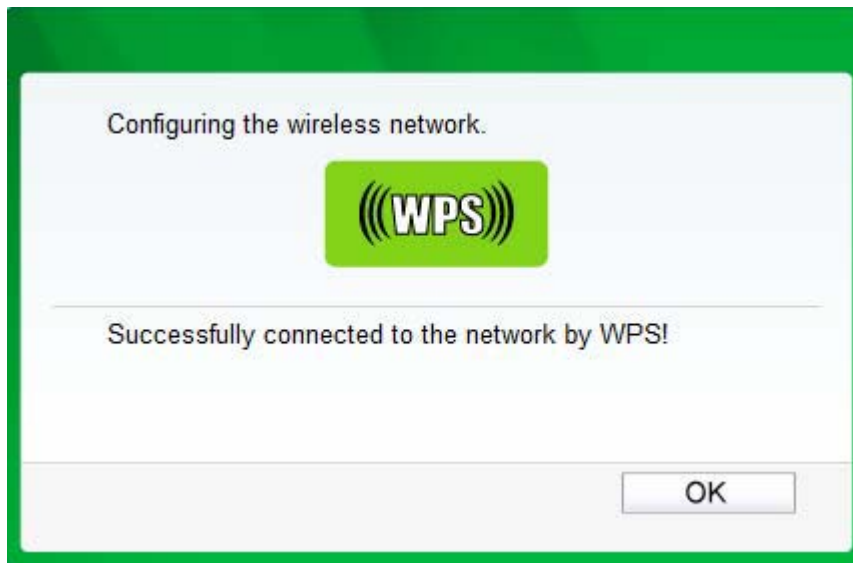 Configuring the wireless network.
(((WPS)))
Successfully connected to the network by WPS!
OK